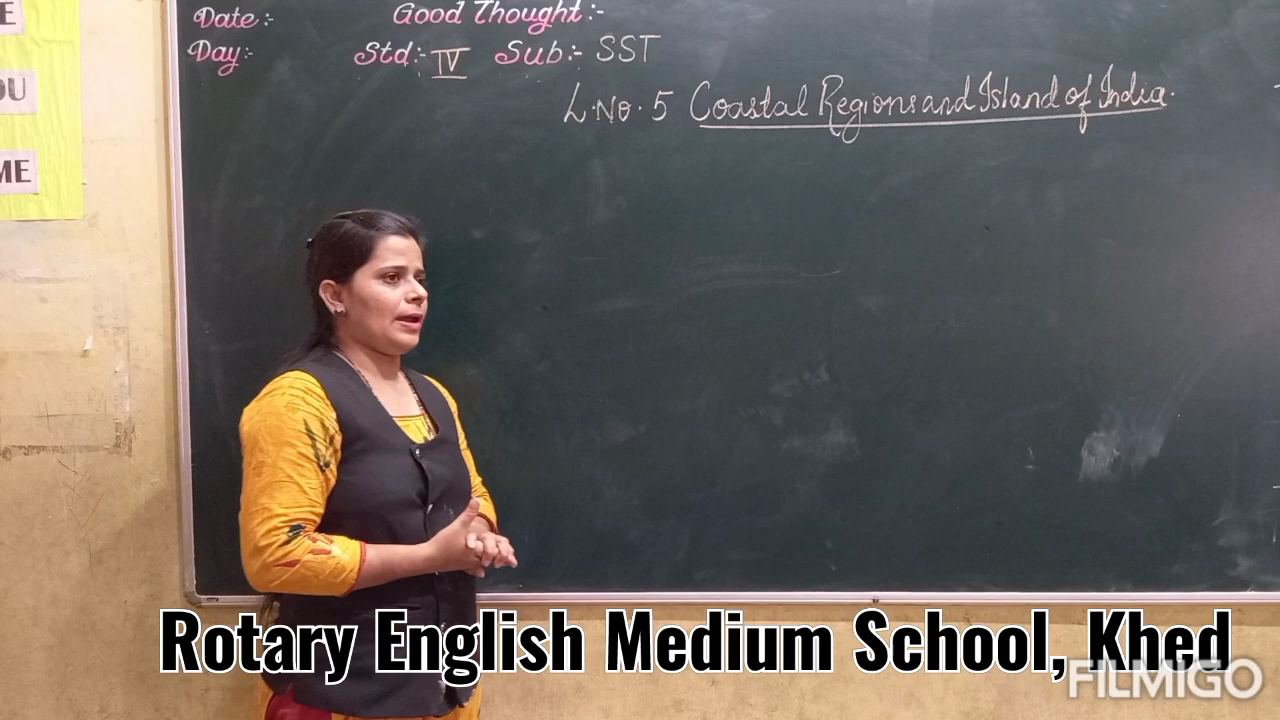 E
OU
ME
Date:-
Good Thought:-
Day:-
Std:- IV
Sub:- SST
L.No. 5 Coastal Regions and Island of India.
Rotary English Medium School, Khed
FILMIGO